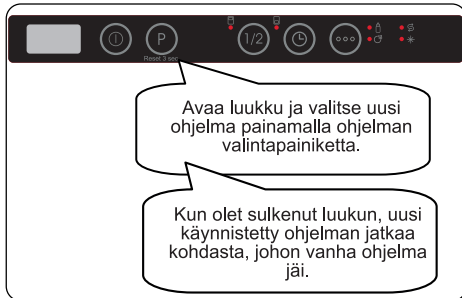 P
1/2
Reset 3 sec
Avaa luukku ja valitse uusi
ohjelma painamalla ohjelman
valintapainiketta.
Kun olet sulkenut luukun, uusi
käynnistetty ohjelman jatkaa
kohdasta, johon vanha ohjelma
jäi.